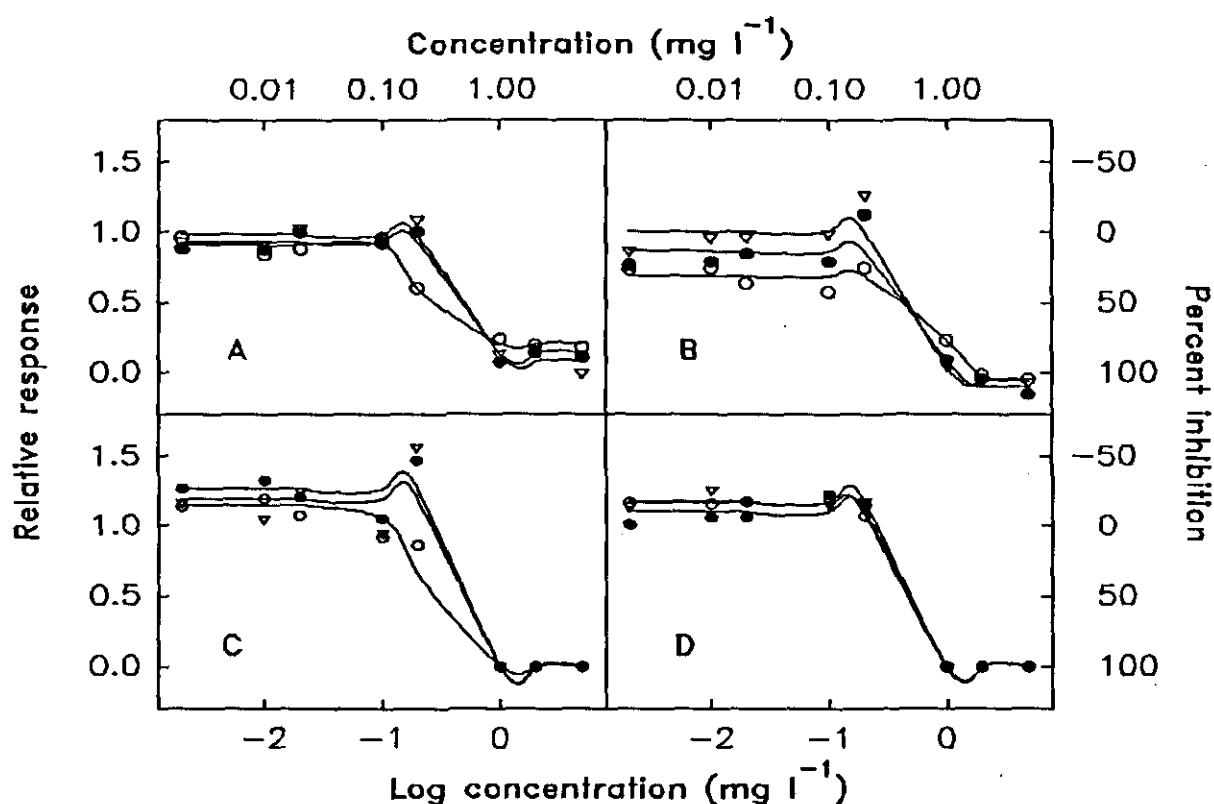 Concentration (mg l⁻¹)
0.01 0.10 1.00 0.01 0.10 1.00
1.5 -50
1.0 0
0.5 50
0.0 100
A B
1.5 -50
1.0 0
0.5 50
0.0 100
C D
Relative response
Percent inhibition
-2 -1 0 -2 -1 0
Log concentration (mg l⁻¹)